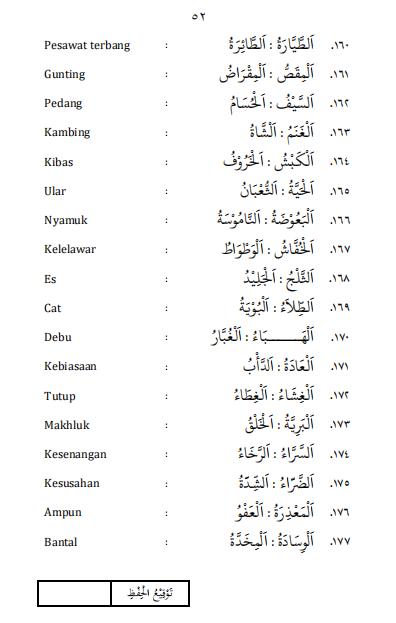 ٥٢
١٦٠. اَلطَّيَّارَةُ : اَلطَّائِرَةُ : Pesawat terbang
١٦١. اَلْمِقَصُّ : اَلْمِقْرَاضُ : Gunting
١٦٢. اَلسَّيْفُ : اَلْحُسَامُ : Pedang
١٦٣. اَلْغَنَمُ : اَلْشَّاةُ : Kambing
١٦٤. اَلْكَبْشُ : اَلْخَرُوْفُ : Kibas
١٦٥. اَلْحَيَّةُ : اَلثُّعْبَانُ : Ular
١٦٦. اَلْبَعُوْضَةُ : اَلنَّامُوْسَةُ : Nyamuk
١٦٧. اَلْخُفَّاشُ : اَلْوَطْوَاطُ : Kelelawar
١٦٨. اَلثَّلْجُ : اَلْجَلِيْدُ : Es
١٦٩. اَلطِّلَاءُ : اَلْبُوْيَةُ : Cat
١٧٠. اَلْهَبَاءُ : اَلْغُبَّارُ : Debu
١٧١. اَلْعَادَةُ : اَلدَّأْبُ : Kebiasaan
١٧٢. اَلْغِشَاءُ : اَلْغِطَاءُ : Tutup
١٧٣. اَلْبَرِيَّةُ : اَلْخَلْقُ : Makhluk
١٧٤. اَلسَّرَّاءُ : اَلرَّخَاءُ : Kesenangan
١٧٥. اَلضَّرَّاءُ : اَلشِّدَّةُ : Kesusahan
١٧٦. اَلْمَعْذِرَةُ : اَلْعَفْوُ : Ampun
١٧٧. اَلْوِسَادَةُ : اَلْمِخَدَّةُ : Bantal
تَوْقِيْعُ الْحِفْظِ